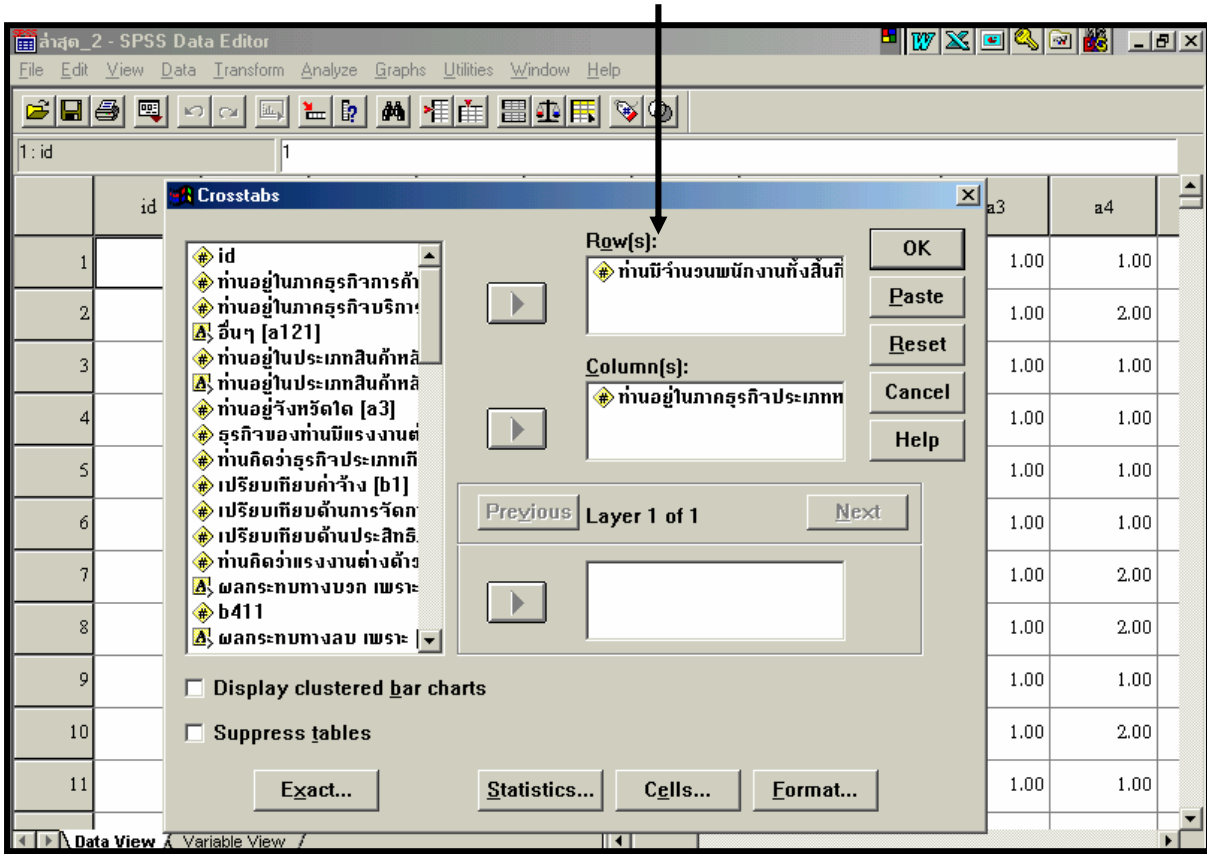 ล่าสุด_2 - SPSS Data Editor
File Edit View Data Transform Analyze Graphs Utilities Window Help
1 : id 1
id a3 a4
Crosstabs
id
ท่านอยู่ในภาคธุรกิจการค้า
ท่านอยู่ในภาคธุรกิจบริการ
อื่นๆ [a121]
ท่านอยู่ในประเภทสินค้าหลั
ท่านอยู่ในประเภทสินค้าหลั
ท่านอยู่จังหวัดใด [a3]
ธุรกิจของท่านมีแรงงานต่
ท่านคิดว่าธุรกิจประเภทเกี
เปรียบเทียบค่าจ้าง [b1]
เปรียบเทียบด้านการจัดกา
เปรียบเทียบด้านประสิทธิ
ท่านคิดว่าแรงงานต่างด้าว
ผลกระทบทางบวก เพราะ
b411
ผลกระทบทางลบ เพราะ [
Row(s):
ท่านมีจำนวนพนักงานทั้งสิ้นกี่
Column(s):
ท่านอยู่ในภาคธุรกิจประเภทห
Previous Layer 1 of 1 Next
OK
Paste
Reset
Cancel
Help
Display clustered bar charts
Suppress tables
Exact... Statistics... Cells... Format...
1 1.00 1.00
2 1.00 2.00
3 1.00 1.00
4 1.00 1.00
5 1.00 1.00
6 1.00 1.00
7 1.00 2.00
8 1.00 2.00
9 1.00 1.00
10 1.00 2.00
11 1.00 1.00
Data View Variable View